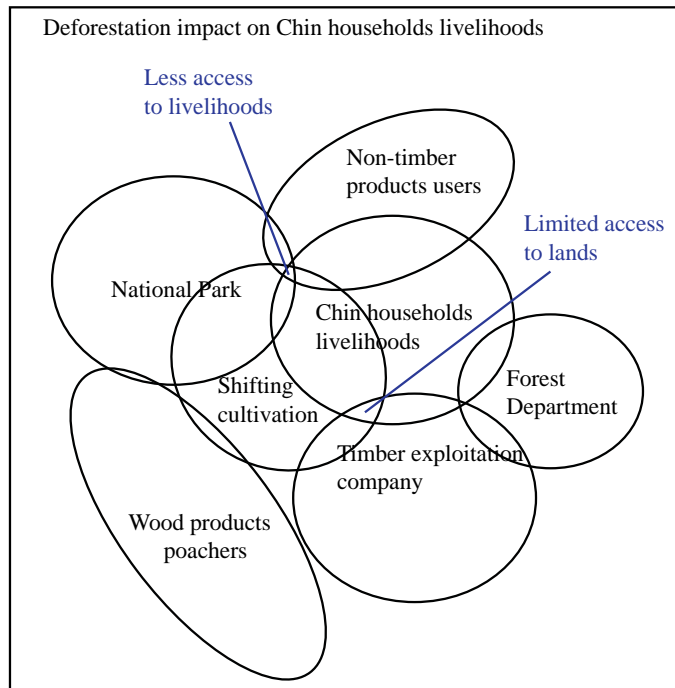 Deforestation impact on Chin households livelihoods
Less access
to livelihoods
Non-timber
products users
Limited access
to lands
National Park
Chin households
livelihoods
Shifting
cultivation
Forest
Department
Timber exploitation
company
Wood products
poachers